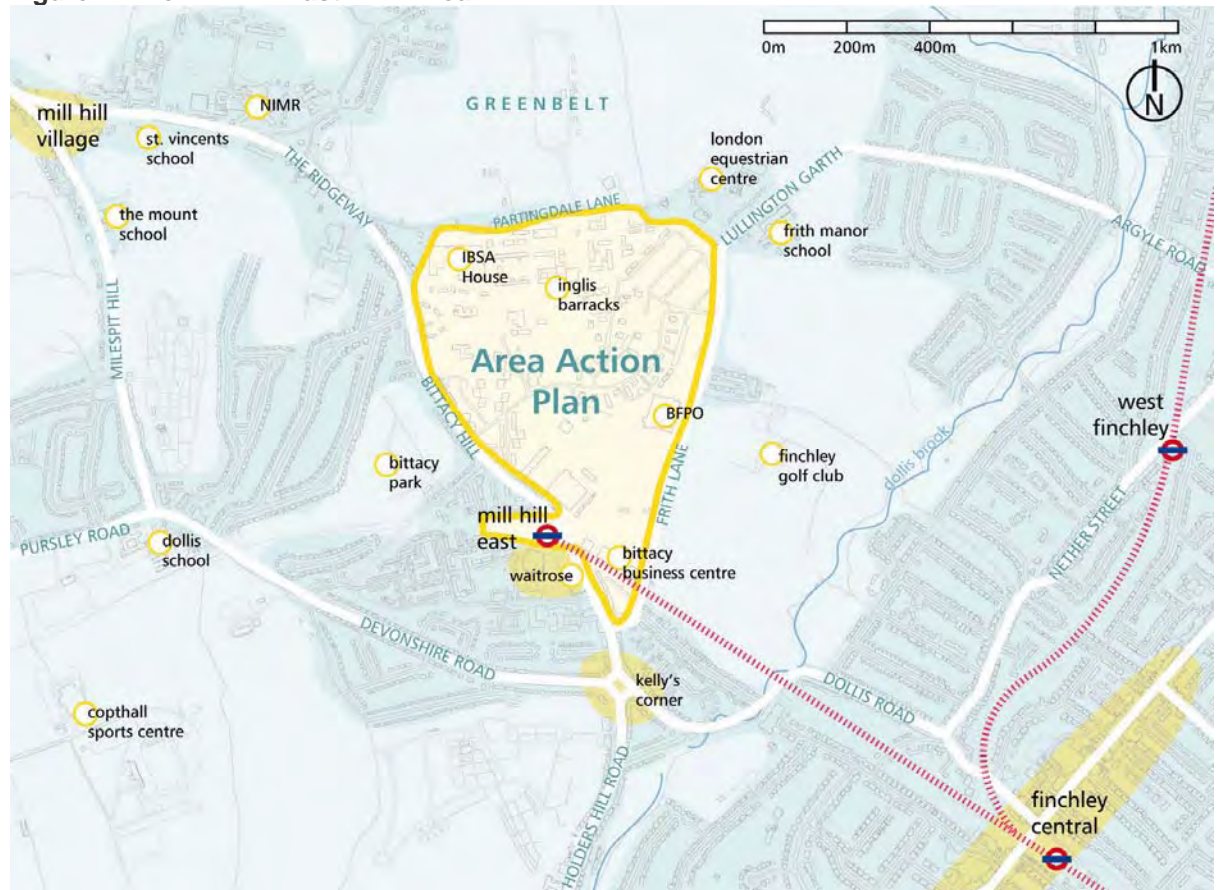 0m 200m 400m 1km
N
GREENBELT
mill hill
village
NIMR
st. vincents
school
THE RIDGEWAY
the mount
school
MILESPIT HILL
london
equestrian
centre
LULLINGTON GARTH
PARTINGDALE LANE
frith manor
school
ARGYLE ROAD
IBSA
House
inglis
barracks
Area Action
Plan
BITTACY HILL
BFPO
FRITH LANE
west
finchley
finchley
golf club
dollis brook
NETHER STREET
bittacy
park
mill hill
east
PURSLEY ROAD
dollis
school
waitrose
bittacy
business centre
DEVONSHIRE ROAD
kelly's
corner
DOLLIS ROAD
copthall
sports centre
HOLDERS HILL ROAD
finchley
central